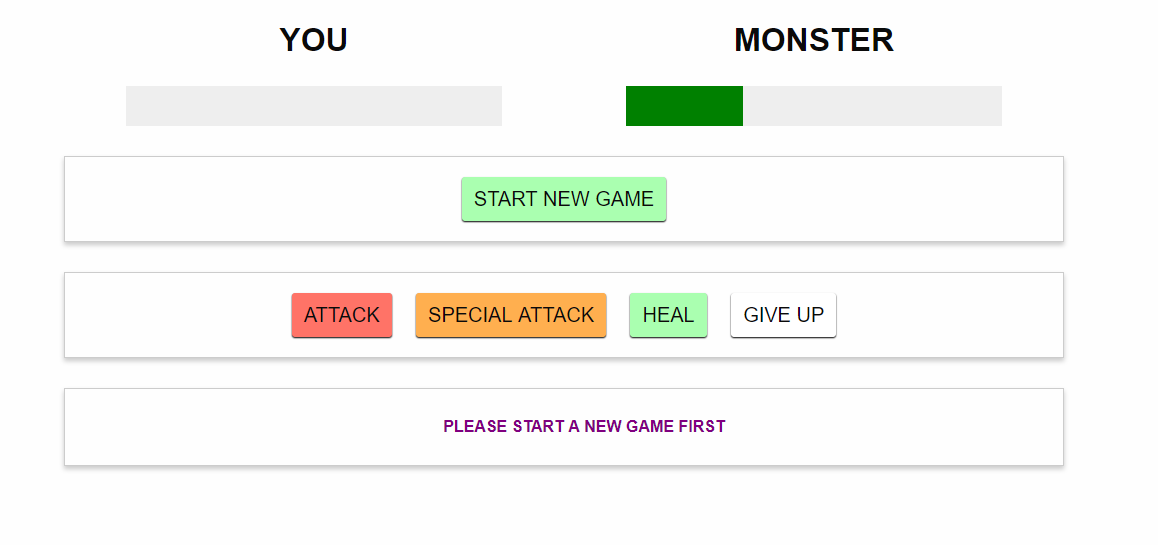 YOU
MONSTER
START NEW GAME
ATTACK
SPECIAL ATTACK
HEAL
GIVE UP
PLEASE START A NEW GAME FIRST